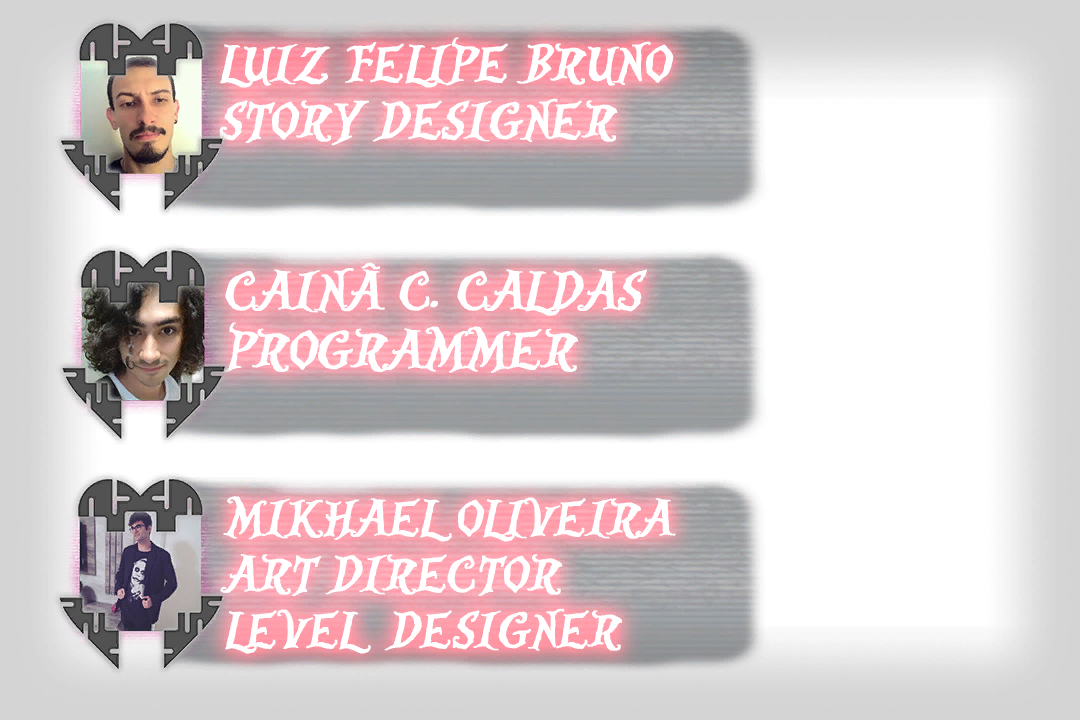 LUIZ FELIPE BRUNO
STORY DESIGNER
CAINÃ C. CALDAS
PROGRAMMER
MIKHAEL OLIVEIRA
ART DIRECTOR
LEVEL DESIGNER